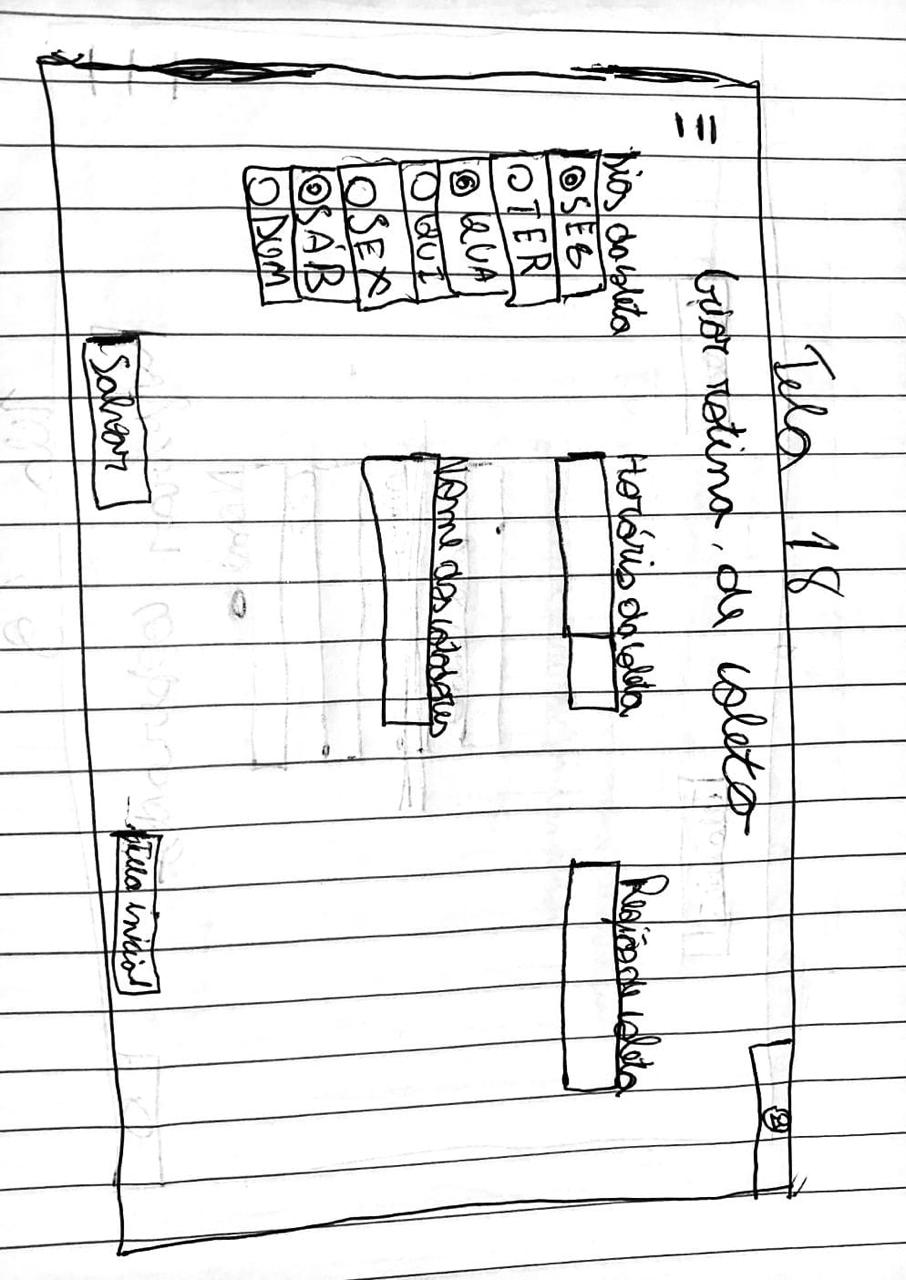 Tela 18
Criar rotina de coleta
Dias da coleta
SEG
TER
QUA
QUI
SEX
SÁB
DOM
Horário da coleta
Nome dos catadores
Região de coleta
Salvar
Tela inicial